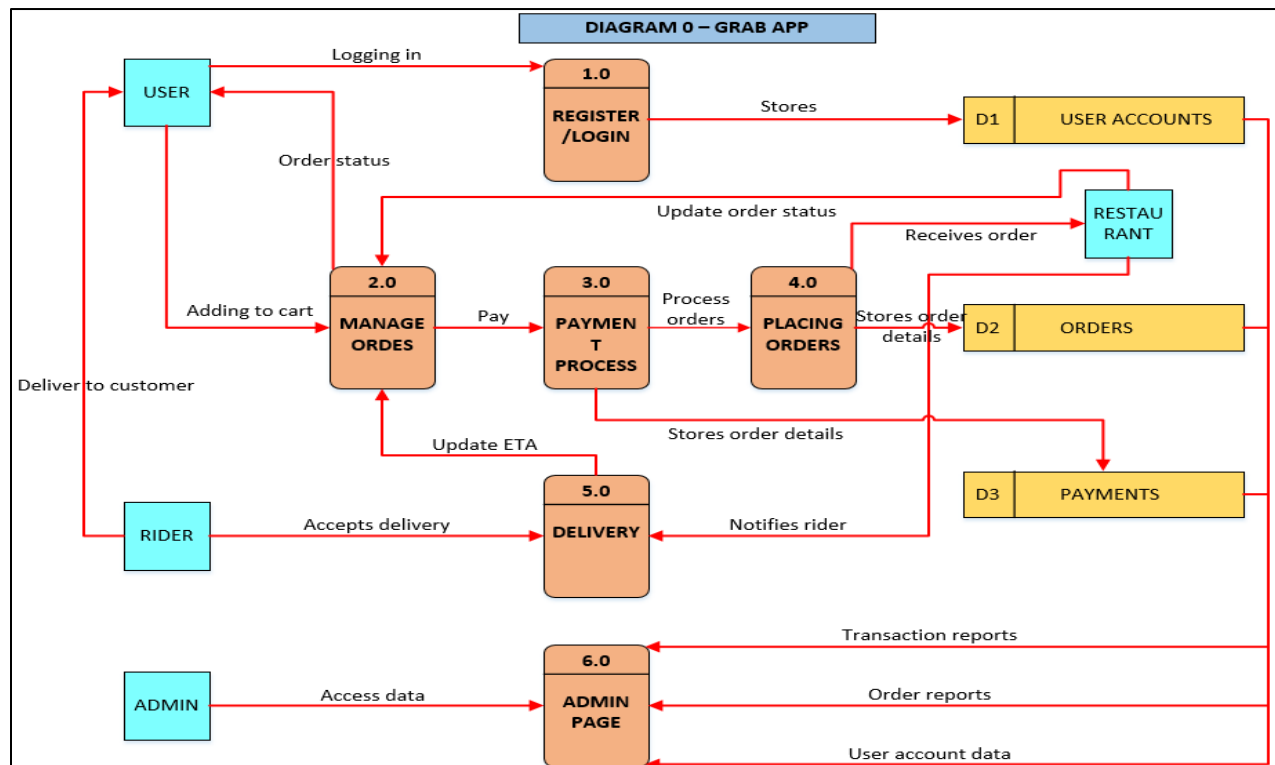 DIAGRAM 0 – GRAB APP
Logging in
USER
1.0
REGISTER
/LOGIN
Stores
D1
USER ACCOUNTS
Order status
Update order status
RESTAU
RANT
Receives order
2.0
MANAGE
ORDES
Adding to cart
Pay
3.0
PAYMEN
T
PROCESS
Process
orders
4.0
PLACING
ORDERS
Stores order
details
D2
ORDERS
Deliver to customer
Stores order details
Update ETA
D3
PAYMENTS
5.0
DELIVERY
RIDER
Accepts delivery
Notifies rider
Transaction reports
6.0
ADMIN
PAGE
ADMIN
Access data
Order reports
User account data